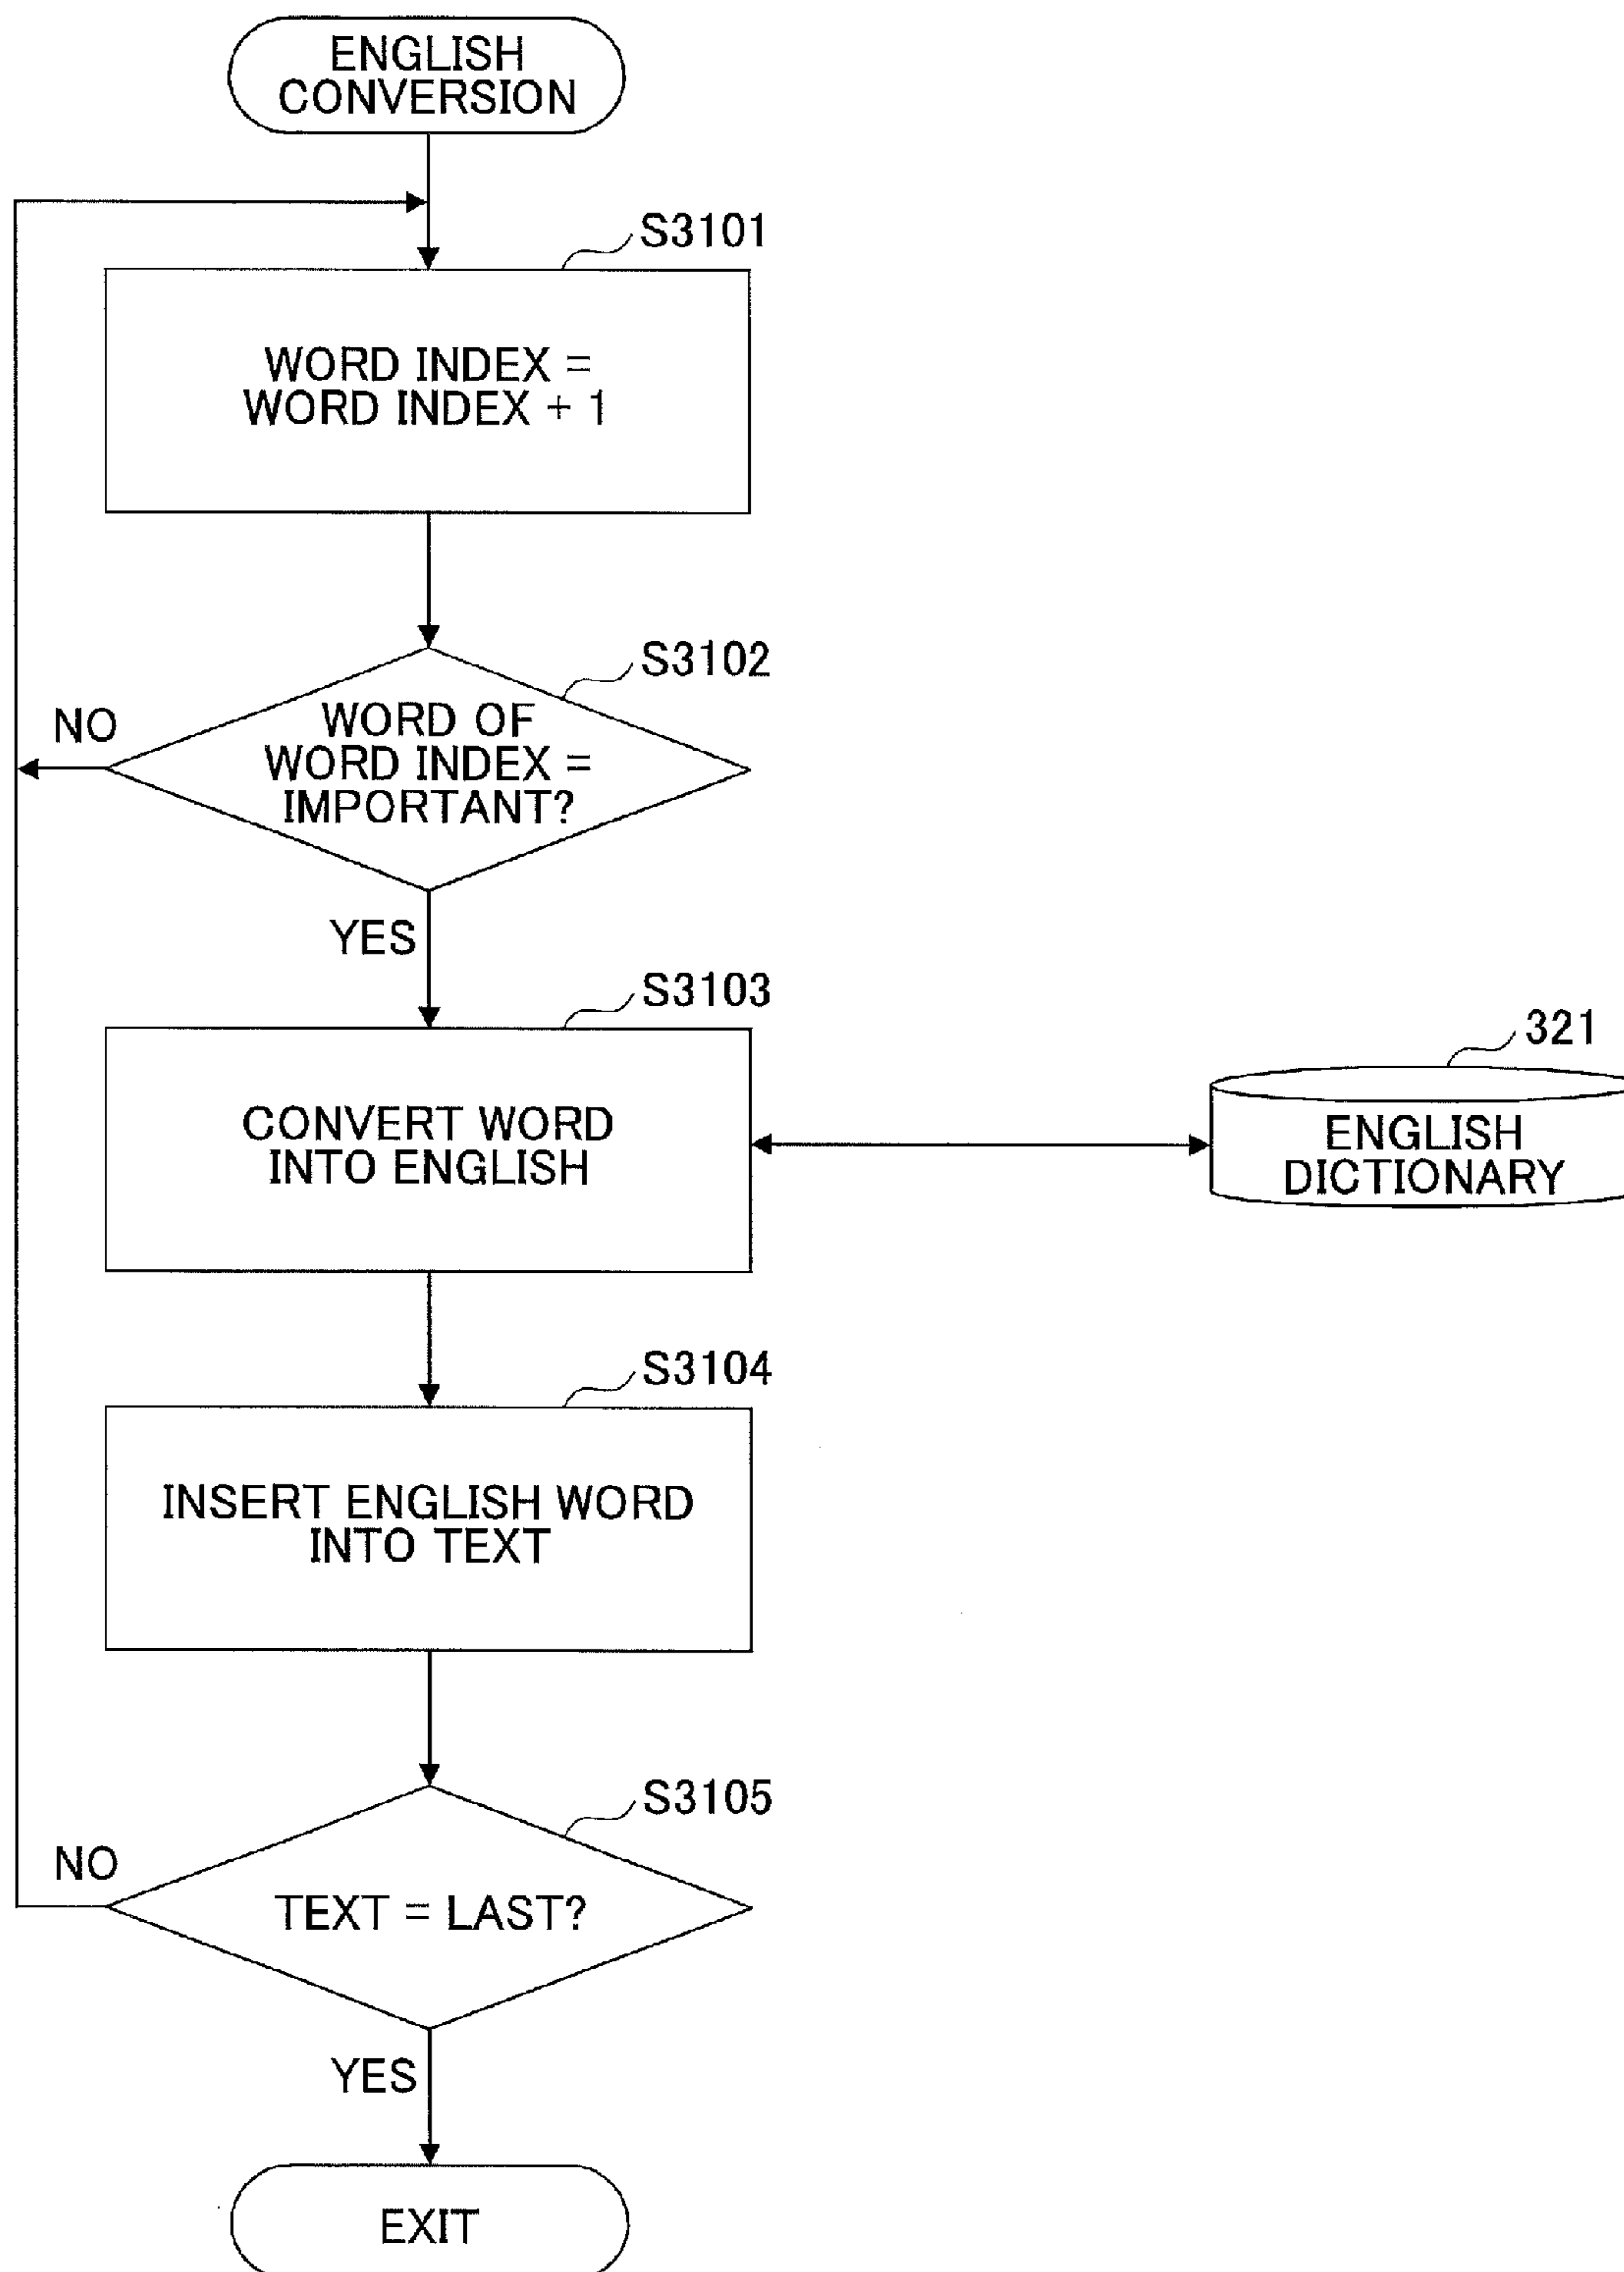 ENGLISH
CONVERSION
S3101
WORD INDEX =
WORD INDEX + 1
S3102
NO
WORD OF
WORD INDEX =
IMPORTANT?
YES
S3103
CONVERT WORD
INTO ENGLISH
321
ENGLISH
DICTIONARY
S3104
INSERT ENGLISH WORD
INTO TEXT
S3105
NO
TEXT = LAST?
YES
EXIT